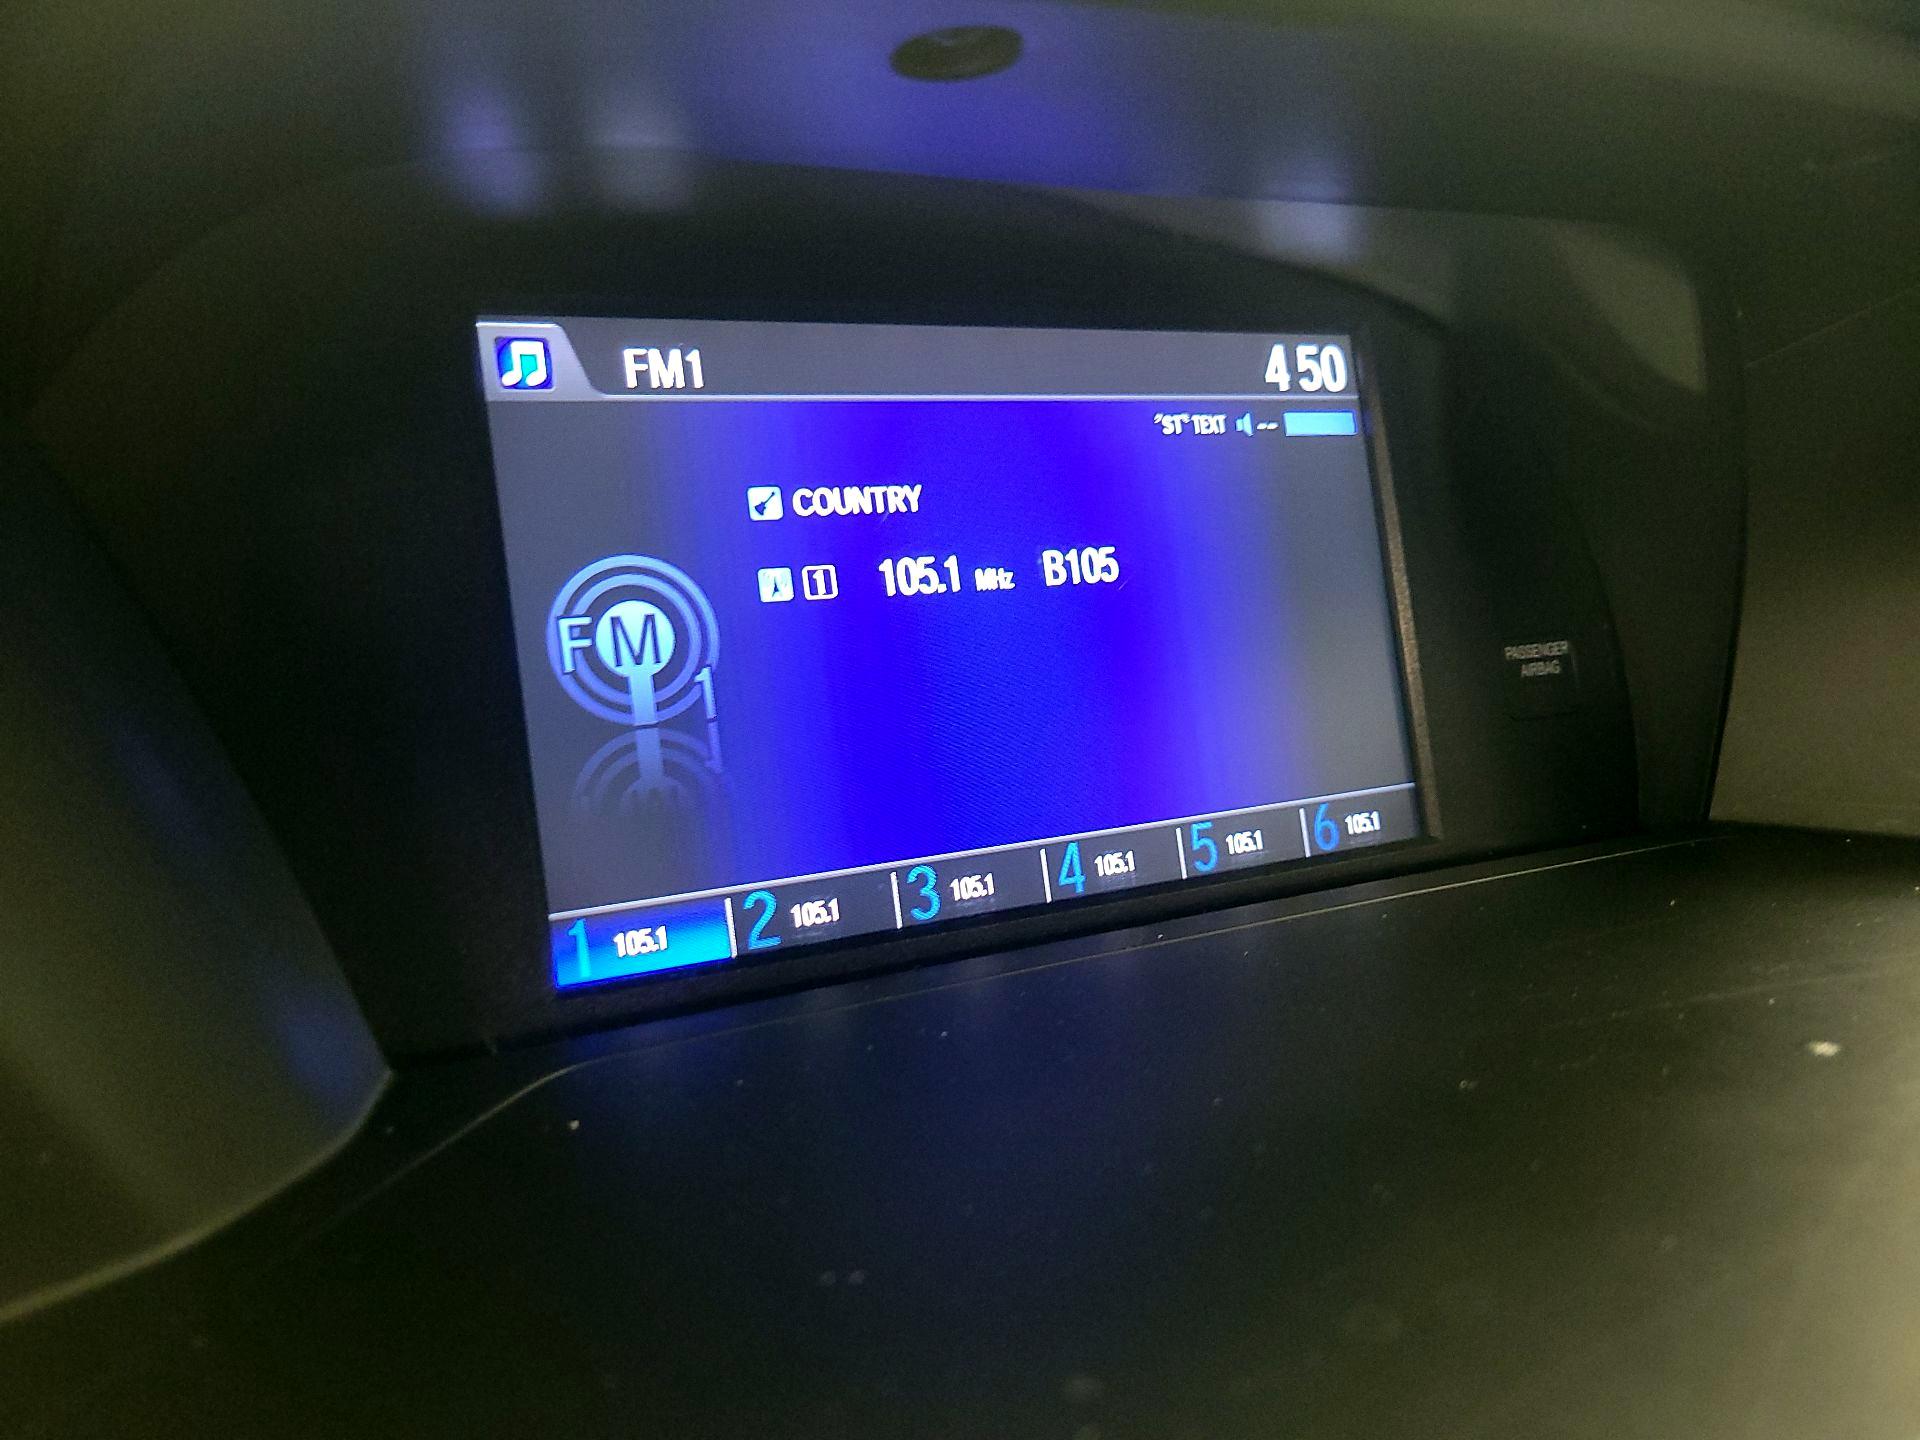 FM1 4 50
"ST" TEXT --
COUNTRY
1 105.1 MHz B105
FM
1
1 105.1 2 105.1 3 105.1 4 105.1 5 105.1 6 105.1
PASSENGER
AIRBAG